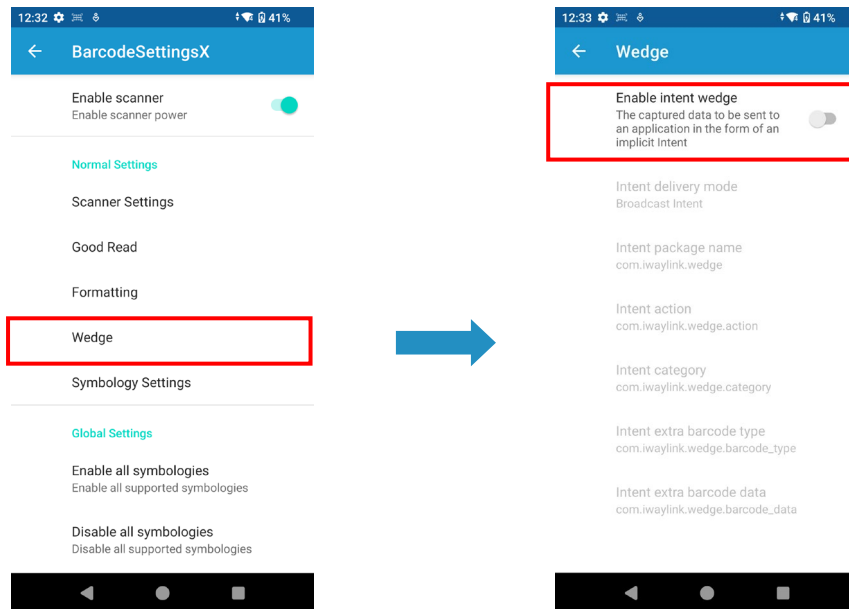 12:32 41%
BarcodeSettingsX
Enable scanner
Enable scanner power
Normal Settings
Scanner Settings
Good Read
Formatting
Wedge
Symbology Settings
Global Settings
Enable all symbologies
Enable all supported symbologies
Disable all symbologies
Disable all supported symbologies
12:33 41%
Wedge
Enable intent wedge
The captured data to be sent to
an application in the form of an
implicit Intent
Intent delivery mode
Broadcast Intent
Intent package name
com.iwaylink.wedge
Intent action
com.iwaylink.wedge.action
Intent category
com.iwaylink.wedge.category
Intent extra barcode type
com.iwaylink.wedge.barcode_type
Intent extra barcode data
com.iwaylink.wedge.barcode_data